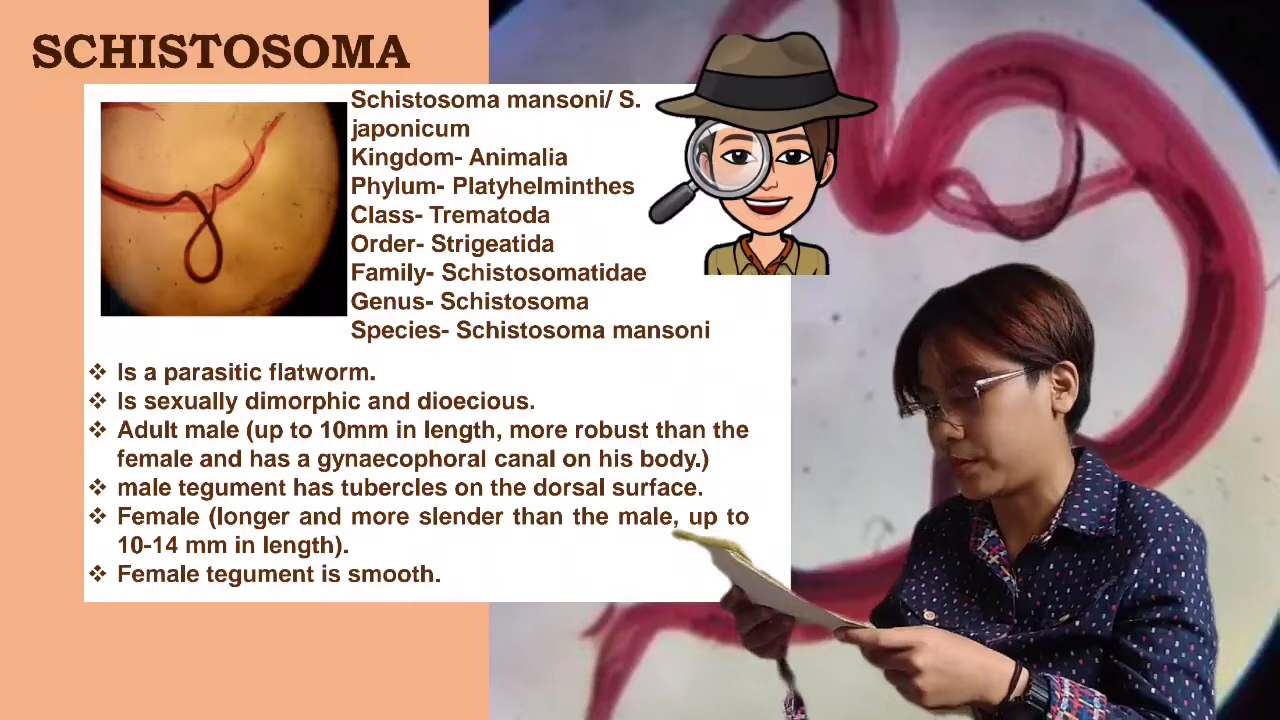 SCHISTOSOMA
Schistosoma mansoni/ S.
japonicum
Kingdom- Animalia
Phylum- Platyhelminthes
Class- Trematoda
Order- Strigeatida
Family- Schistosomatidae
Genus- Schistosoma
Species- Schistosoma mansoni
❖ Is a parasitic flatworm.
❖ Is sexually dimorphic and dioecious.
❖ Adult male (up to 10mm in length, more robust than the
female and has a gynaecophoral canal on his body.)
❖ male tegument has tubercles on the dorsal surface.
❖ Female (longer and more slender than the male, up to
10-14 mm in length).
❖ Female tegument is smooth.